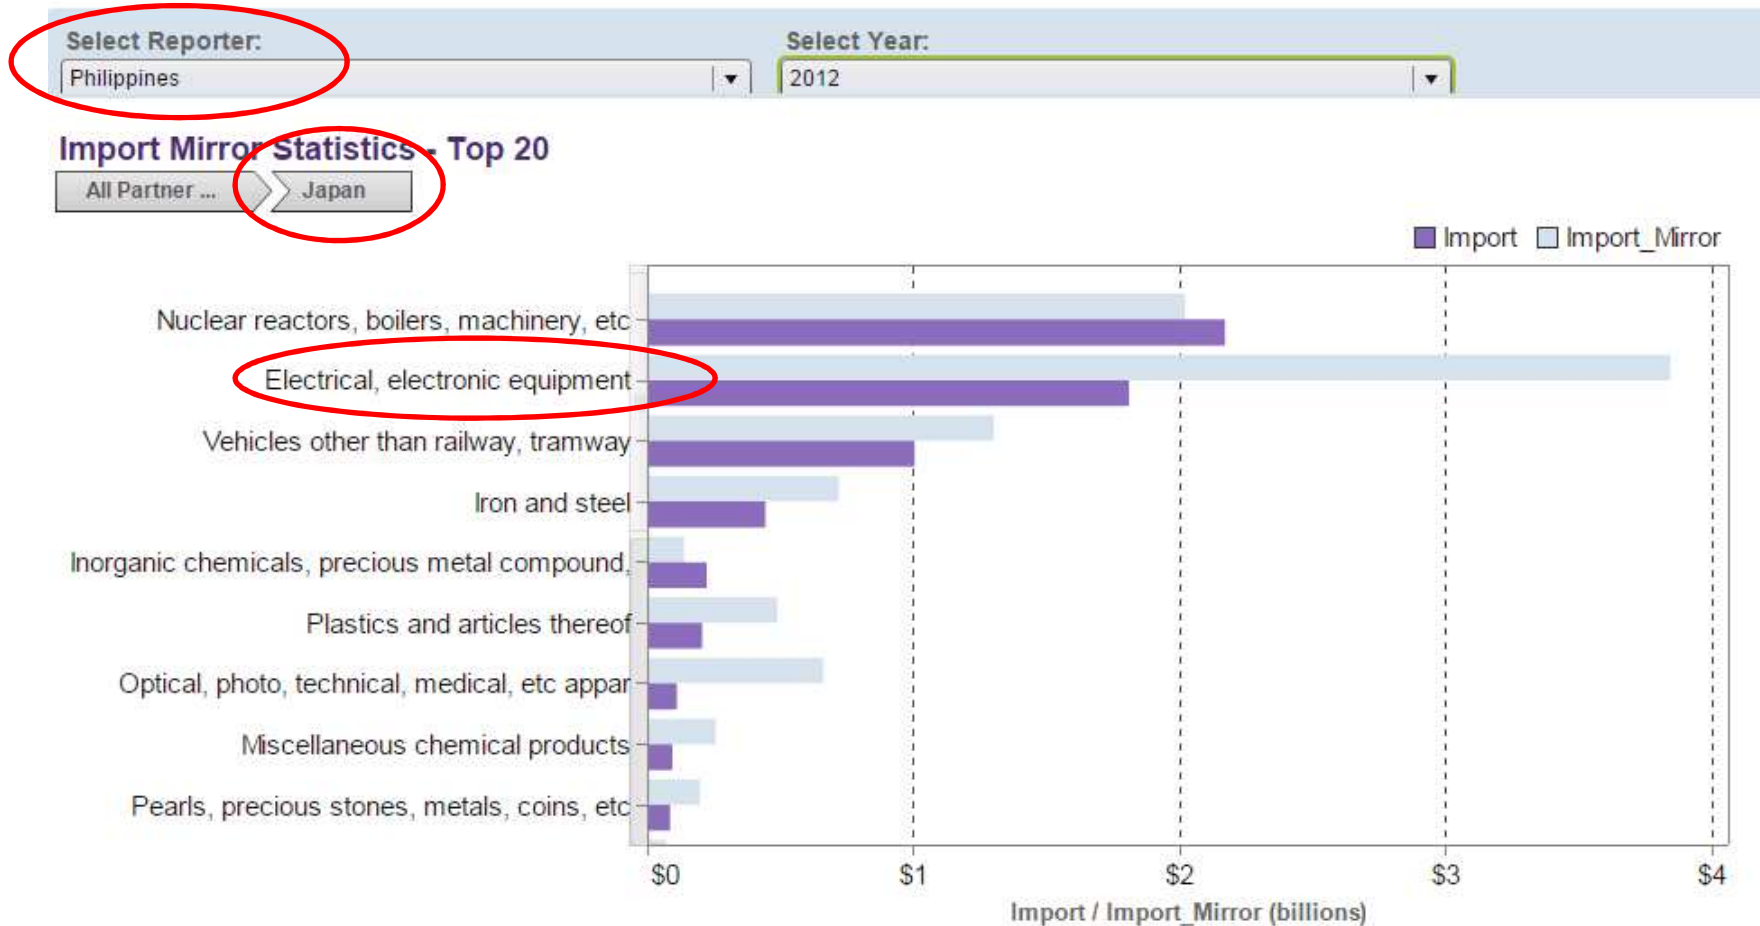 Select Reporter: Select Year:
Philippines 2012
Import Mirror Statistics - Top 20
All Partner ... Japan
Import Import_Mirror
Nuclear reactors, boilers, machinery, etc
Electrical, electronic equipment
Vehicles other than railway, tramway
Iron and steel
Inorganic chemicals, precious metal compound,
Plastics and articles thereof
Optical, photo, technical, medical, etc appar
Miscellaneous chemical products
Pearls, precious stones, metals, coins, etc
$0 $1 $2 $3 $4
Import / Import_Mirror (billions)